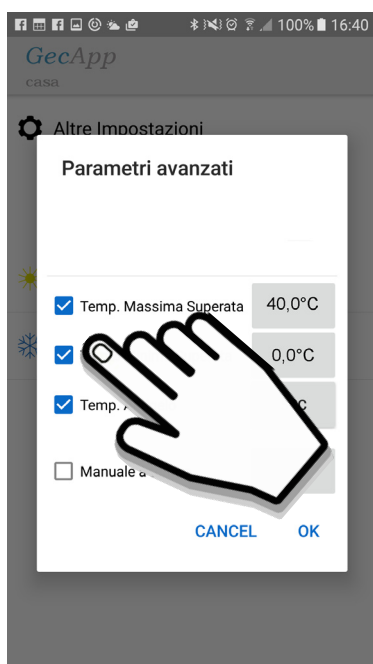 100% 16:40
GecApp
casa
Altre Impostazioni
Parametri avanzati
Temp. Massima Superata 40,0°C
0,0°C
Temp.
Manuale a
CANCEL OK